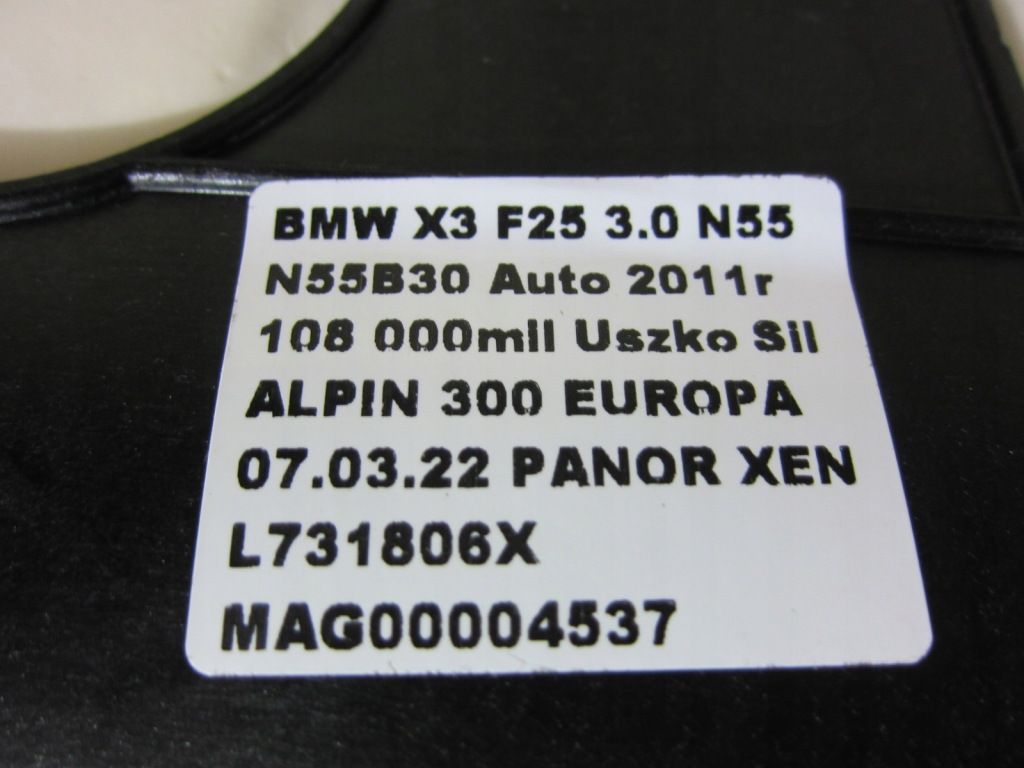 BMW X3 F25 3.0 N55
N55B30 Auto 2011r
108 000mil Uszko Sil
ALPIN 300 EUROPA
07.03.22 PANOR XEN
L731806X
MAG00004537